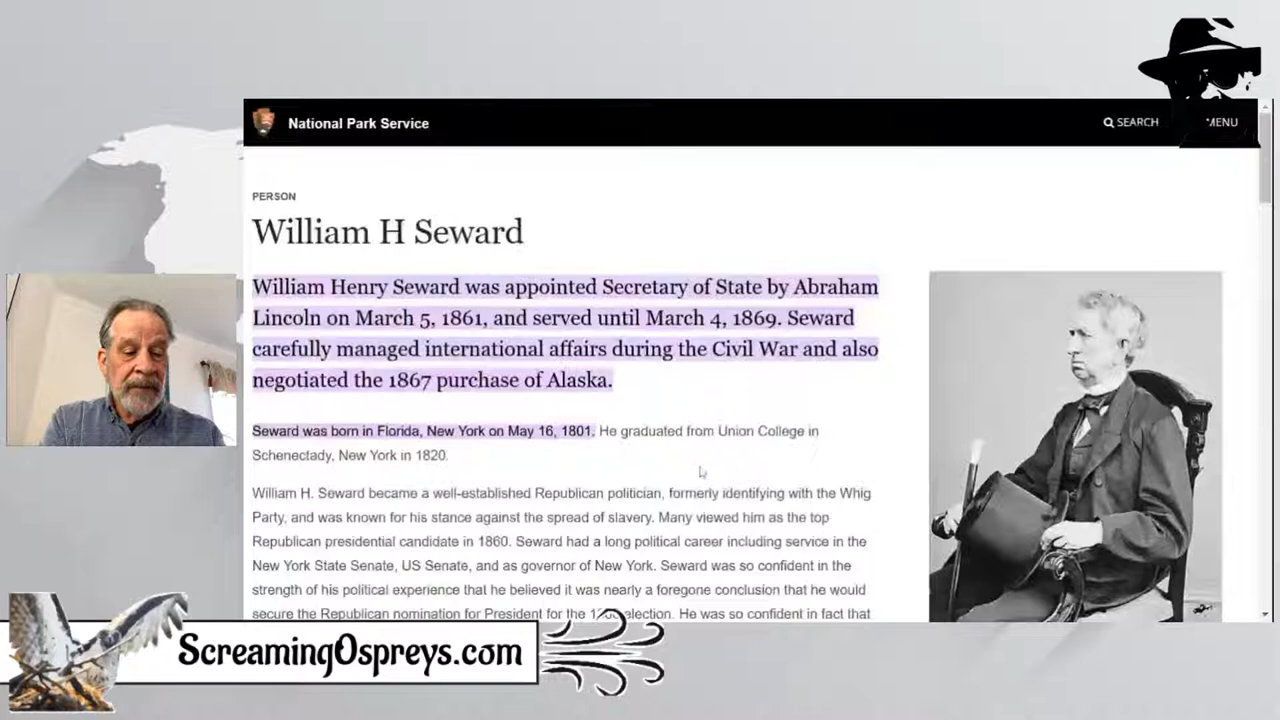 National Park Service
SEARCH
MENU
PERSON
William H Seward
William Henry Seward was appointed Secretary of State by Abraham
Lincoln on March 5, 1861, and served until March 4, 1869. Seward
carefully managed international affairs during the Civil War and also
negotiated the 1867 purchase of Alaska.
Seward was born in Florida, New York on May 16, 1801. He graduated from Union College in
Schenectady, New York in 1820.
William H. Seward became a well-established Republican politician, formerly identifying with the Whig
Party, and was known for his stance against the spread of slavery. Many viewed him as the top
Republican presidential candidate in 1860. Seward had a long political career including service in the
New York State Senate, US Senate, and as governor of New York. Seward was so confident in the
strength of his political experience that he believed it was nearly a foregone conclusion that he would
secure the Republican nomination for President for the election. He was so confident in fact that
ScreamingOspreys.com